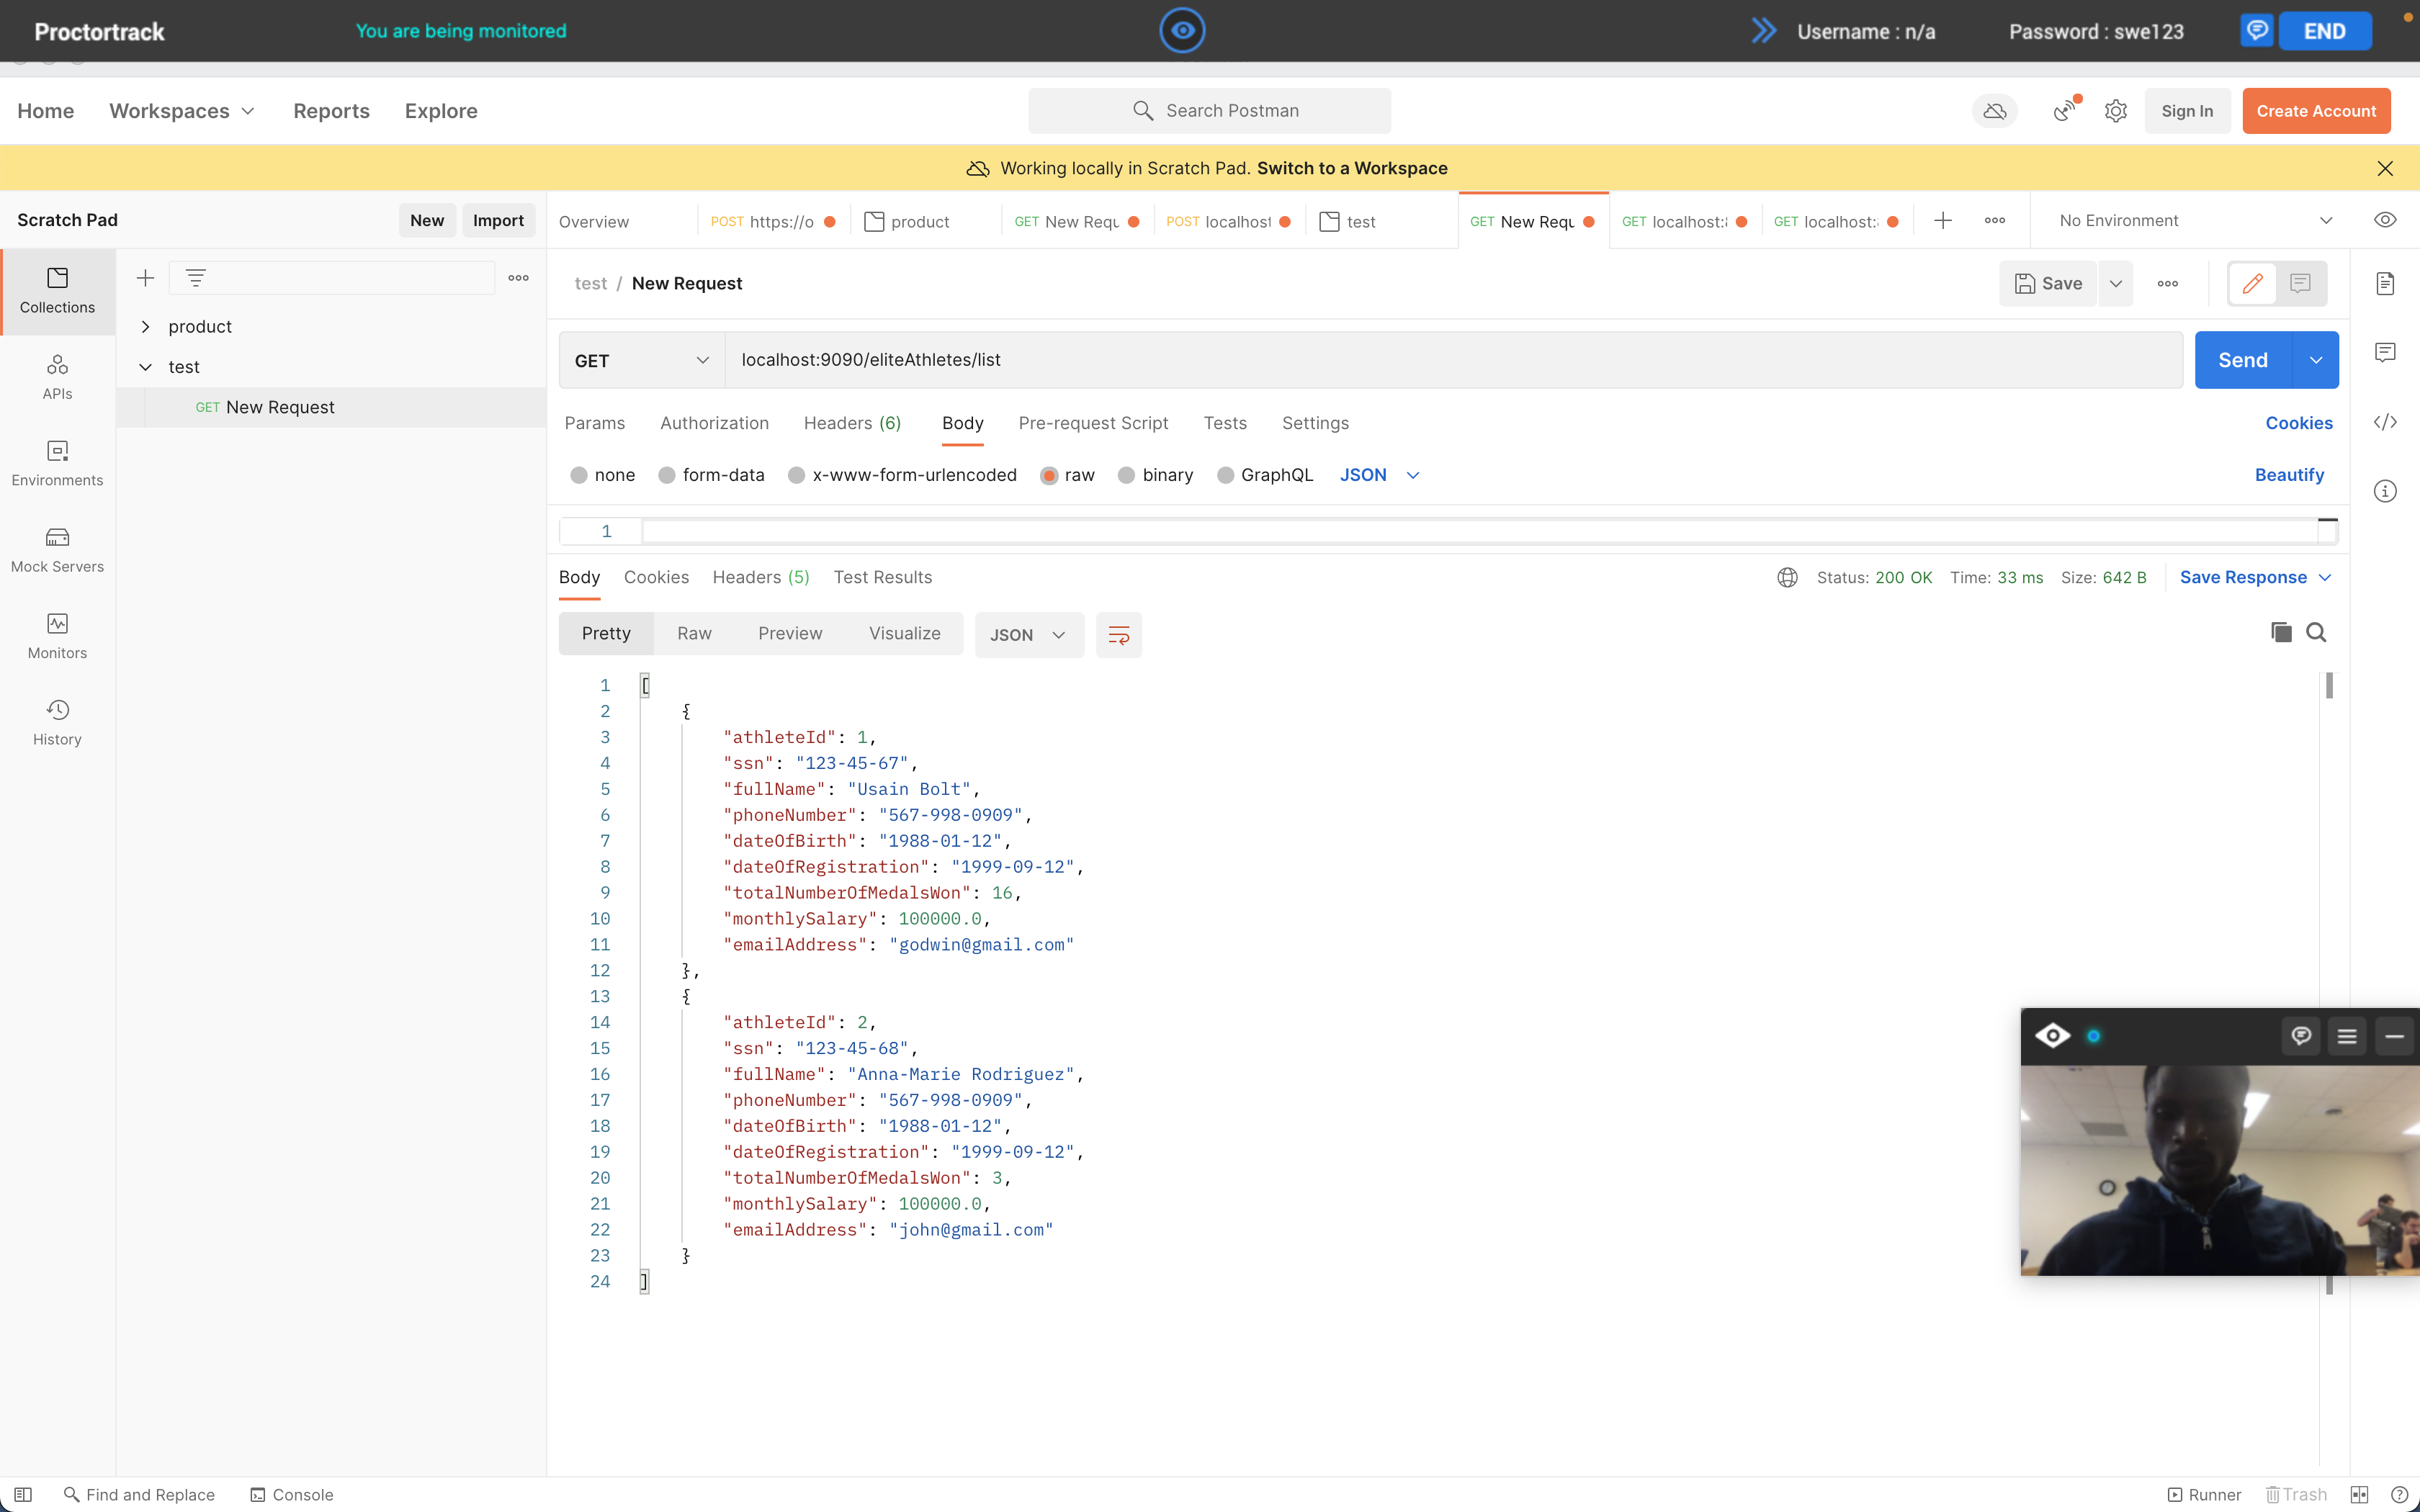 Proctortrack You are being monitored Username : n/a Password : swe123 END
Home Workspaces Reports Explore Search Postman Sign In Create Account
Working locally in Scratch Pad. Switch to a Workspace
Scratch Pad New Import Overview POST https://o product GET New Requ POST localhost test GET New Requ GET localhost: GET localhost: No Environment
Collections
APIs
Environments
Mock Servers
Monitors
History
product
test
GET New Request
test / New Request Save
GET localhost:9090/eliteAthletes/list Send
Params Authorization Headers (6) Body Pre-request Script Tests Settings Cookies
none form-data x-www-form-urlencoded raw binary GraphQL JSON Beautify
1
Body Cookies Headers (5) Test Results Status: 200 OK Time: 33 ms Size: 642 B Save Response
Pretty Raw Preview Visualize JSON
1 [
2 {
3 "athleteId": 1,
4 "ssn": "123-45-67",
5 "fullName": "Usain Bolt",
6 "phoneNumber": "567-998-0909",
7 "dateOfBirth": "1988-01-12",
8 "dateOfRegistration": "1999-09-12",
9 "totalNumberOfMedalsWon": 16,
10 "monthlySalary": 100000.0,
11 "emailAddress": "godwin@gmail.com"
12 },
13 {
14 "athleteId": 2,
15 "ssn": "123-45-68",
16 "fullName": "Anna-Marie Rodriguez",
17 "phoneNumber": "567-998-0909",
18 "dateOfBirth": "1988-01-12",
19 "dateOfRegistration": "1999-09-12",
20 "totalNumberOfMedalsWon": 3,
21 "monthlySalary": 100000.0,
22 "emailAddress": "john@gmail.com"
23 }
24 ]
Find and Replace Console Runner Trash